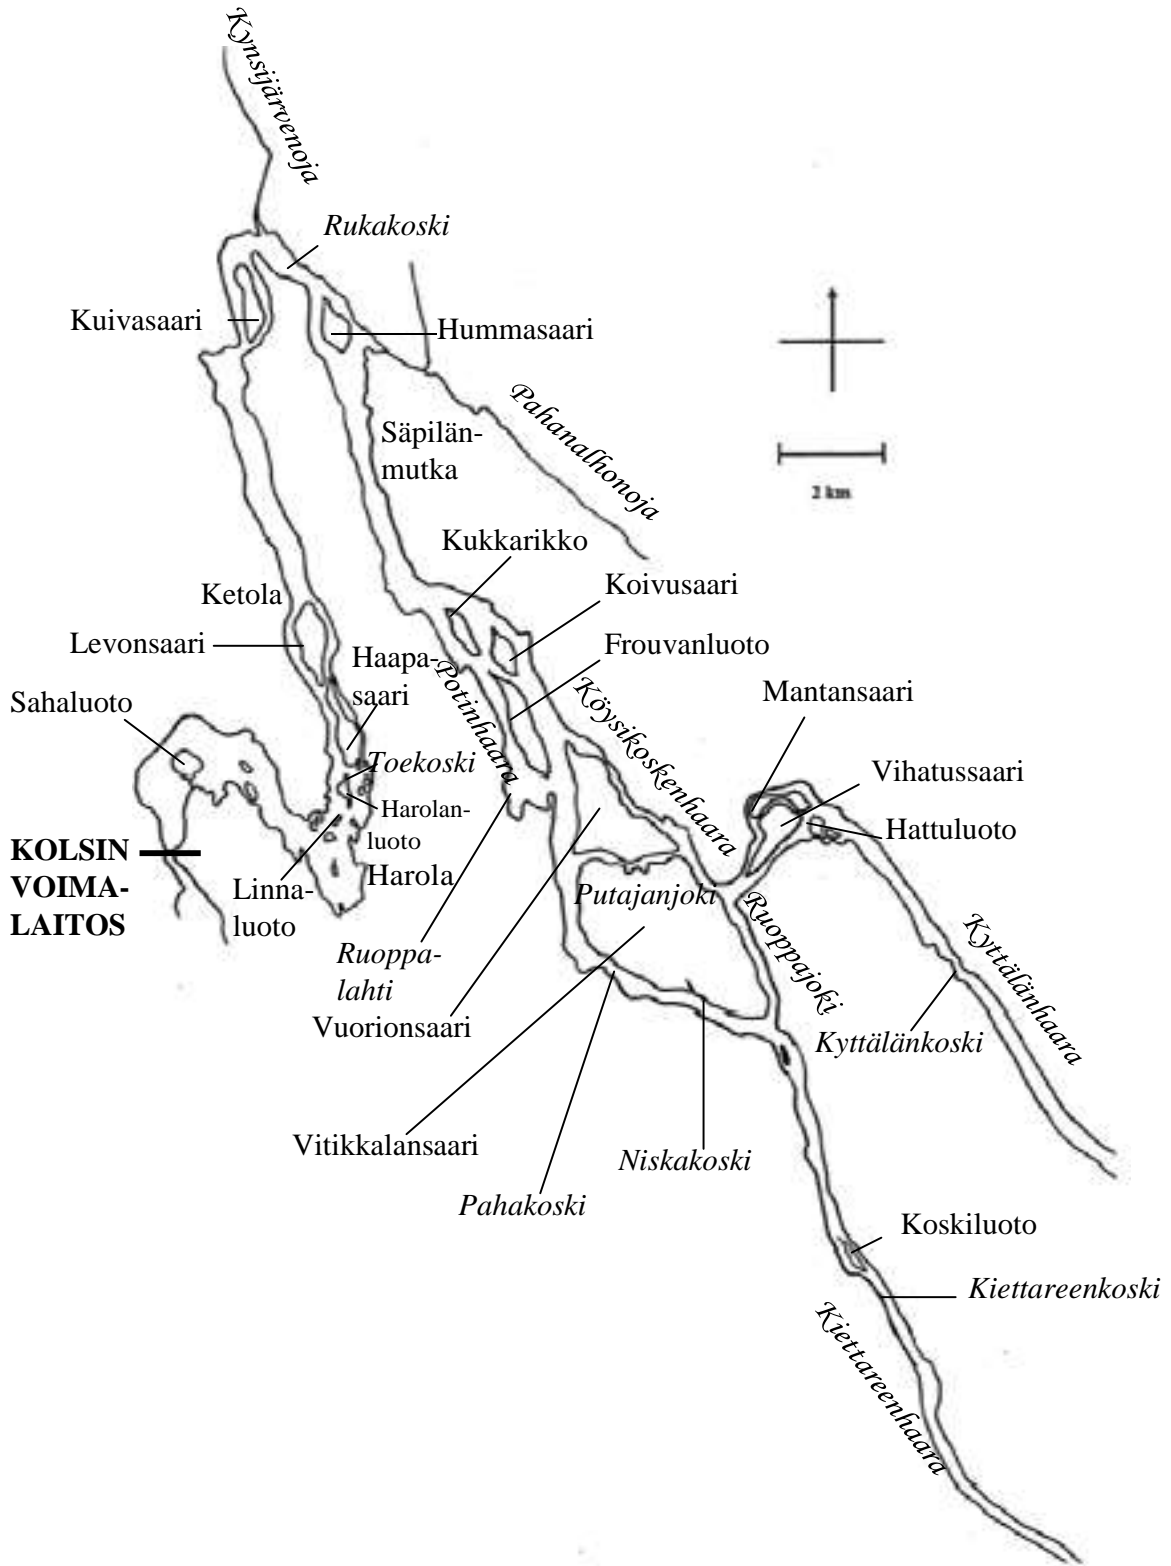 Kynsijärvenoja
Rukakoski
Kuivasaari
Hummasaari
Pahanalhonoja
Säpilän-
mutka
2 km
Kukkarikko
Koivusaari
Ketola
Levonsaari
Frouvanluoto
Haapa-
saari
Potinhaara
Köysikoskenhaara
Mantansaari
Sahaluoto
Toekoski
Vihatussaari
Harolan-
luoto
Hattuluoto
KOLSIN
VOIMA-
LAITOS
Harola
Linna-
luoto
Putajanjoki
Ruoppajoki
Kyttälänhaara
Ruoppa-
lahti
Vuorionsaari
Kyttälänkoski
Vitikkalansaari
Niskakoski
Pahakoski
Koskiluoto
Kiettareenkoski
Kiettareenhaara